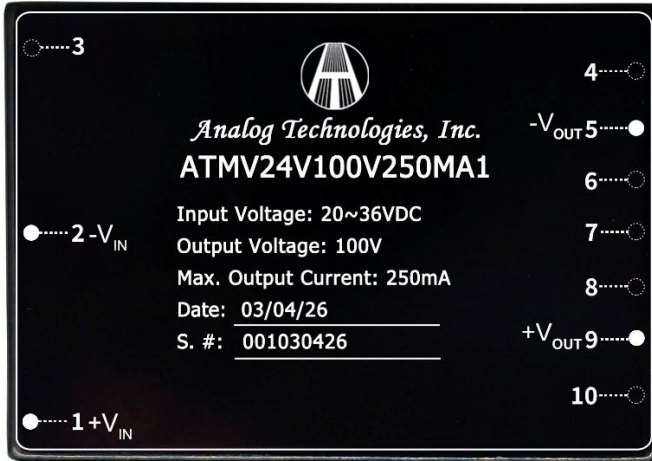 3
4
Analog Technologies, Inc.
-VOUT 5
ATMV24V100V250MA1
6
Input Voltage: 20~36VDC
2 -VIN
7
Output Voltage: 100V
Max. Output Current: 250mA
8
Date: 03/04/26
+VOUT 9
S. #: 001030426
10
1 +VIN